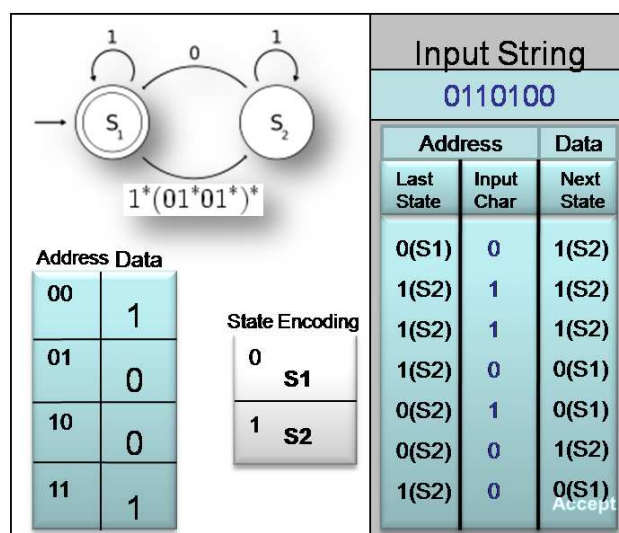 1
0
1
S1
S2
1*(01*01*)*
Address Data
00 1
01 0
10 0
11 1
State Encoding
0 S1
1 S2
Input String
0110100
Address Data
Last State Input Char Next State
0(S1) 0 1(S2)
1(S2) 1 1(S2)
1(S2) 1 1(S2)
1(S2) 0 0(S1)
0(S2) 1 0(S1)
0(S2) 0 1(S2)
1(S2) 0 0(S1)
Accept